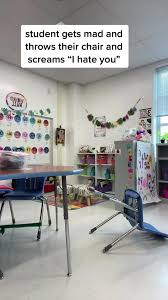 student gets mad and
throws their chair and
screams “I hate you”